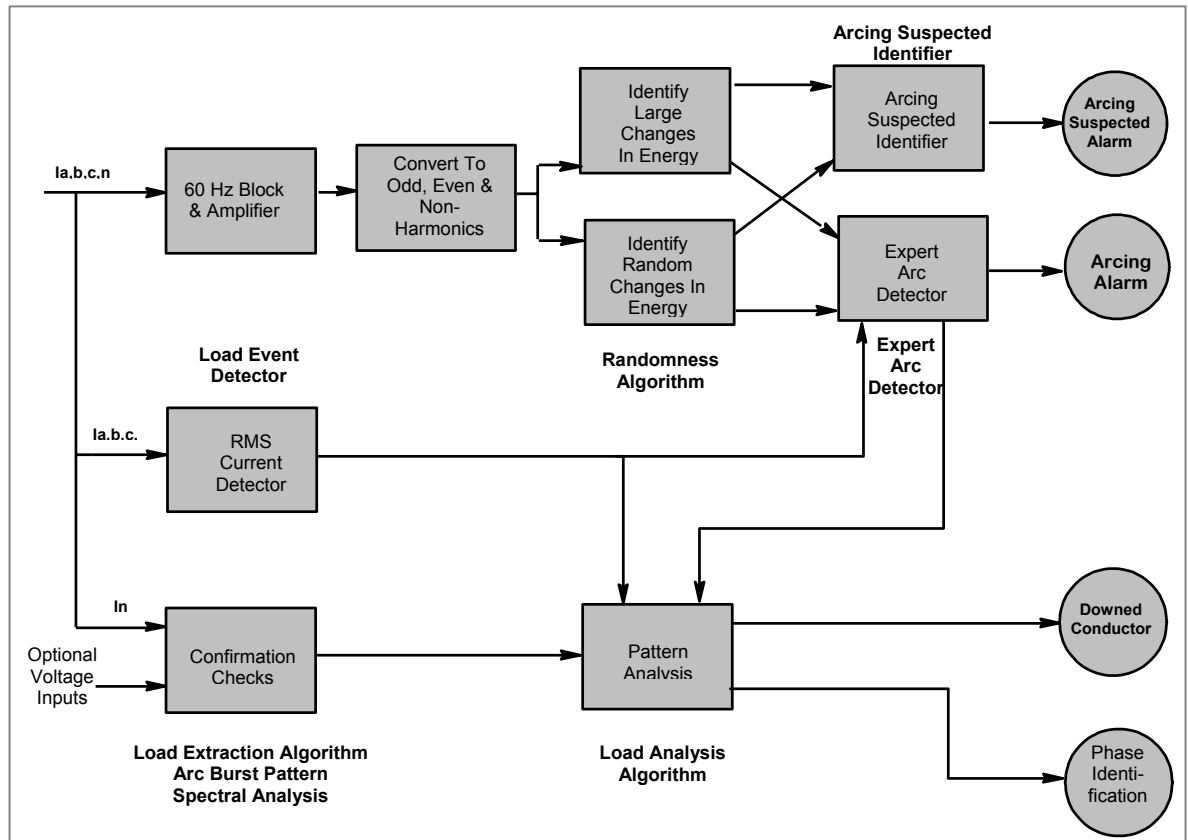 Arcing Suspected
Identifier
Identify
Large
Changes
In Energy
Arcing
Suspected
Identifier
Arcing
Suspected
Alarm
Ia,b,c,n
60 Hz Block
& Amplifier
Convert To
Odd, Even &
Non-
Harmonics
Identify
Random
Changes In
Energy
Expert
Arc
Detector
Arcing
Alarm
Load Event
Detector
Randomness
Algorithm
Expert
Arc
Detector
Ia.b.c.
RMS
Current
Detector
In
Optional
Voltage
Inputs
Confirmation
Checks
Pattern
Analysis
Downed
Conductor
Load Extraction Algorithm
Arc Burst Pattern
Spectral Analysis
Load Analysis
Algorithm
Phase
Identi-
fication